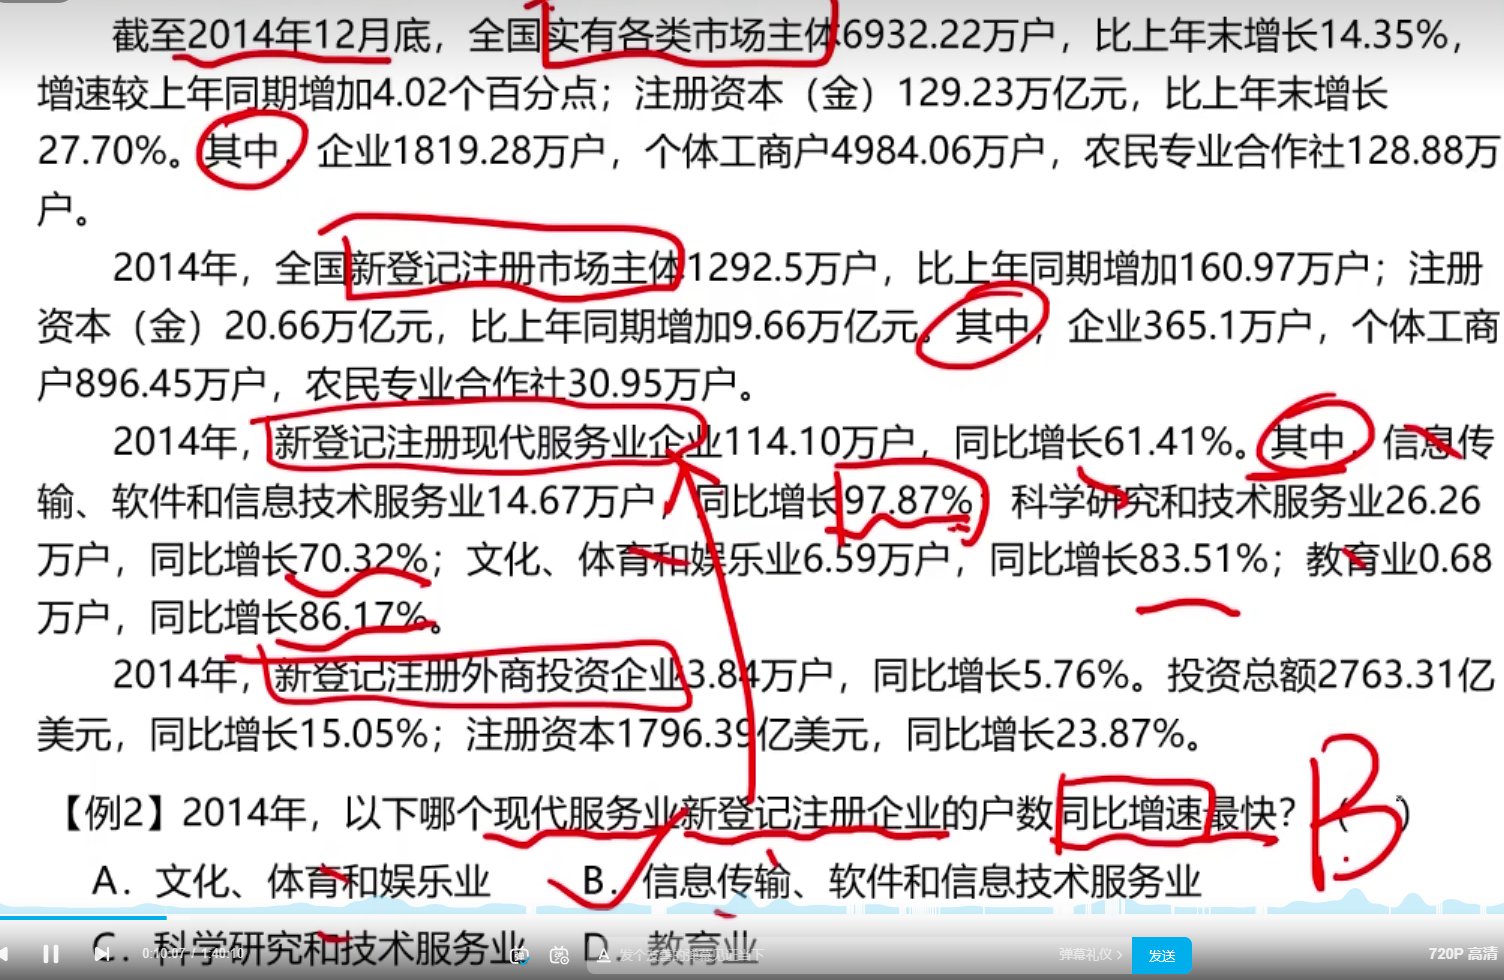 截至2014年12月底，全国实有各类市场主体6932.22万户，比上年末增长14.35%，
增速较上年同期增加4.02个百分点；注册资本（金）129.23万亿元，比上年末增长
27.70%。其中，企业1819.28万户，个体工商户4984.06万户，农民专业合作社128.88万
户。
2014年，全国新登记注册市场主体1292.5万户，比上年同期增加160.97万户；注册
资本（金）20.66万亿元，比上年同期增加9.66万亿元。其中，企业365.1万户，个体工商
户896.45万户，农民专业合作社30.95万户。
2014年，新登记注册现代服务业企业114.10万户，同比增长61.41%。其中，信息传
输、软件和信息技术服务业14.67万户，同比增长97.87%；科学研究和技术服务业26.26
万户，同比增长70.32%；文化、体育和娱乐业6.59万户，同比增长83.51%；教育业0.68
万户，同比增长86.17%。
2014年，新登记注册外商投资企业3.84万户，同比增长5.76%。投资总额2763.31亿
美元，同比增长15.05%；注册资本1796.39亿美元，同比增长23.87%。
【例2】2014年，以下哪个现代服务业新登记注册企业的户数同比增速最快？（ ）
B
A. 文化、体育和娱乐业 B. 信息传输、软件和信息技术服务业
C. 科学研究和技术服务业 D. 教育业
0:10:07 / 1:40:10 弹幕礼仪 > 发送 720P 高清